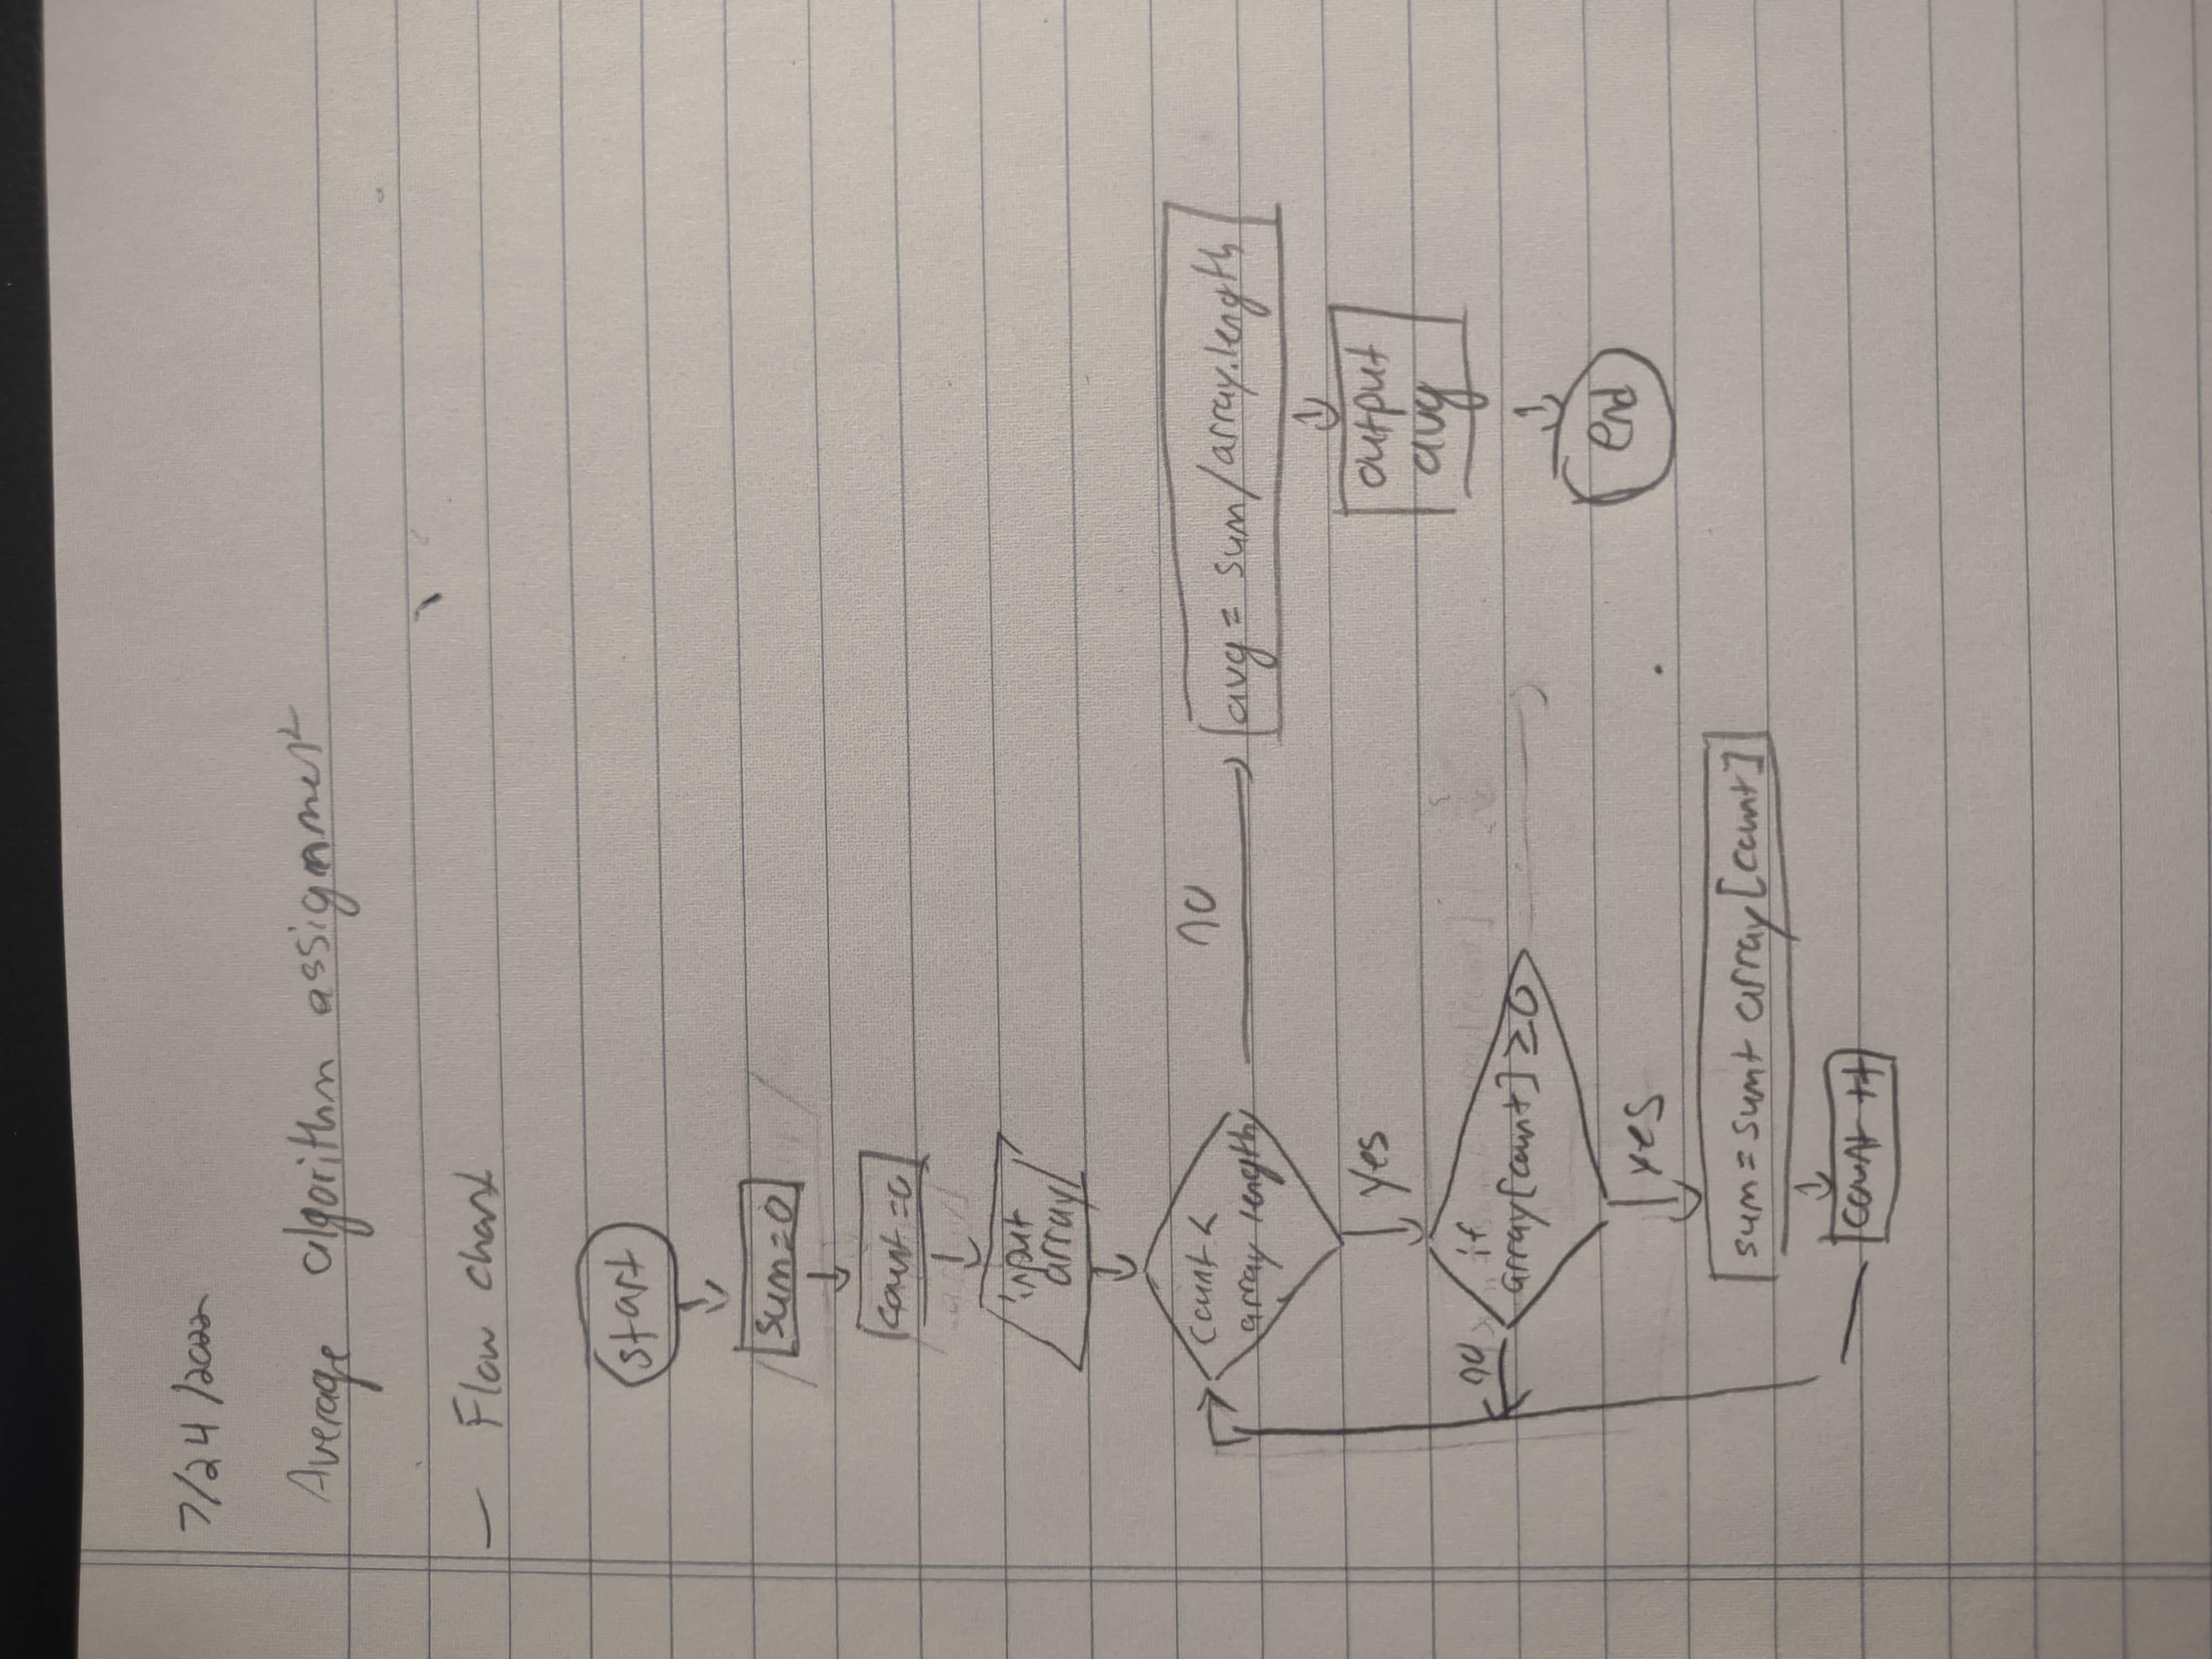 7/24/2022
Average algorithm assignment
- Flow chart
start
sum=0
count=0
input
array
count <
array length
no
avg = sum/array.length
Yes
output
avg
if
array[count] ≥0
no
end
yes
sum = sum+ array[count]
count ++